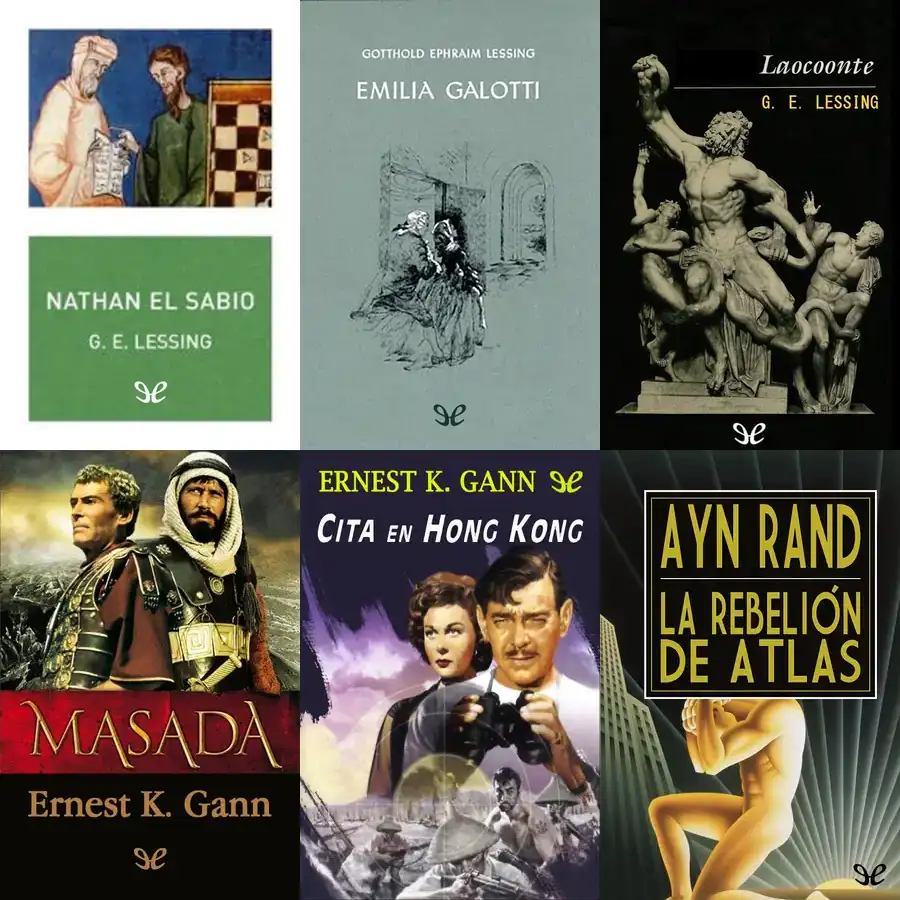 NATHAN EL SABIO
G. E. LESSING
GOTTHOLD EPHRAIM LESSING
EMILIA GALOTTI
Laocoonte
G. E. LESSING
MASADA
Ernest K. Gann
ERNEST K. GANN
CITA EN HONG KONG
AYN RAND
LA REBELIÓN
DE ATLAS